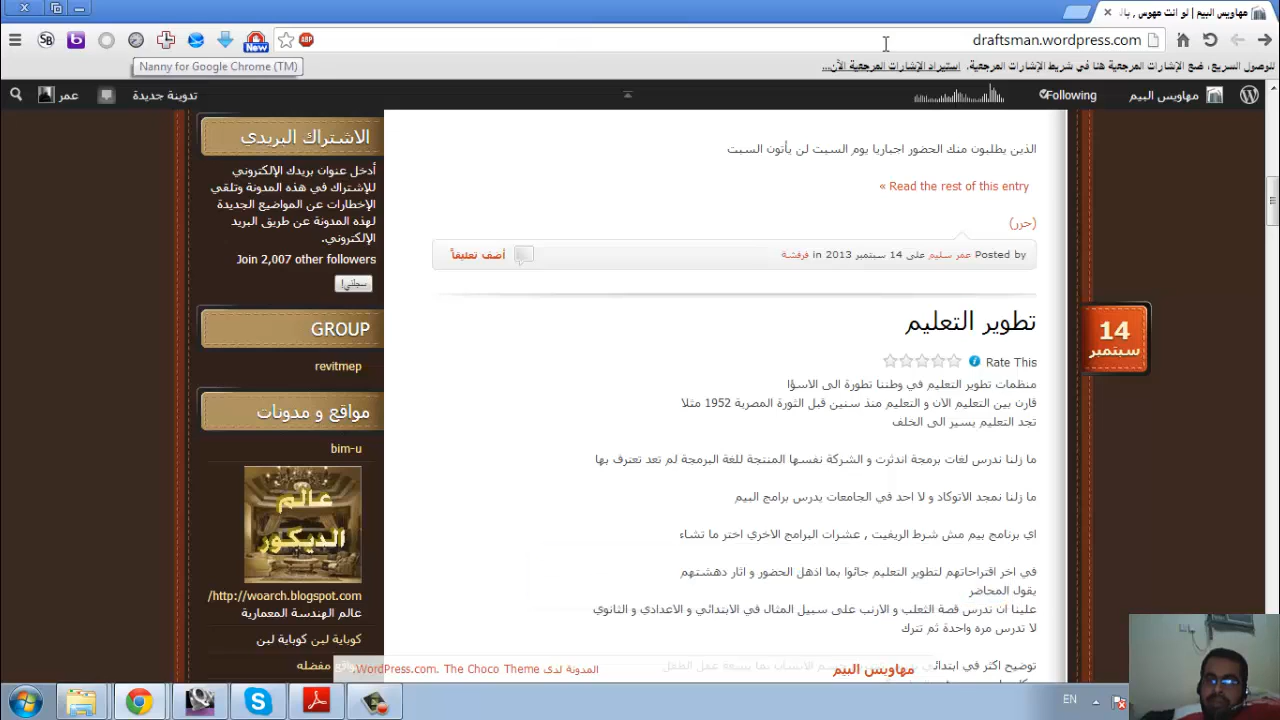 مهاويس البيم | لو انت مهوس , بالـ
draftsman.wordpress.com
New
ABP
Nanny for Google Chrome (TM)
للوصول السريع، ضع الإشارات المرجعية هنا في شريط الإشارات المرجعية. استيراد الإشارات المرجعية الآن...
مهاويس البيم
Following
تدوينة جديدة
عمر
الذين يطلبون منك الحضور اجباريا يوم السبت لن يأتون السبت
Read the rest of this entry »
(حرر)
Posted by عمر سليم على 14 سبتمبر 2013 in فرفشة
أضف تعليقاً
14
سبتمبر
تطوير التعليم
Rate This
منظمات تطوير التعليم في وطننا تطورة الى الاسؤا
قارن بين التعليم الان و التعليم منذ سنين قبل الثورة المصرية 1952 مثلا
تجد التعليم يسير الى الخلف
ما زلنا ندرس لغات برمجة اندثرت و الشركة نفسها المنتجة للغة البرمجة لم تعد تعترف بها
ما زلنا نمجد الاتوكاد و لا احد في الجامعات يدرس برامج البيم
اي برنامج بيم مش شرط الريفيت , عشرات البرامج الاخري اختر ما تشاء
في اخر اقتراحاتهم لتطوير التعليم جائوا بما اذهل الحضور و اثار دهشتهم
يقول المحاضر
علينا ان ندرس قصة الثعلب و الارنب على سبيل المثال في الابتدائي و الاعدادي و الثانوي
لا تدرس مره واحدة ثم تترك
توضيح اكثر في ابتدائي
الاشتراك البريدي
أدخل عنوان بريدك الإلكتروني
للإشتراك في هذه المدونة وتلقي
الإخطارات عن المواضيع الجديدة
لهذه المدونة عن طريق البريد
الإلكتروني.
Join 2,007 other followers
سجلني!
GROUP
revitmep
مواقع و مدونات
bim-u
عالم
الديكور
http://woarch.blogspot.com/
عالم الهندسة المعمارية
كوباية لبن كوباية لبن
مواقع مفضله
مهاويس البيم
المدونة لدى WordPress.com. The Choco Theme.
EN